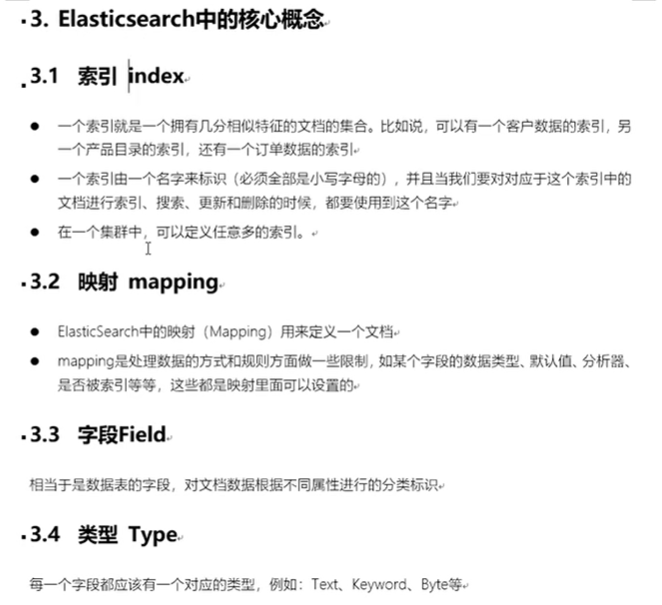 3. Elasticsearch中的核心概念
3.1 索引 index
● 一个索引就是一个拥有几分相似特征的文档的集合。比如说，可以有一个客户数据的索引，另
一个产品目录的索引，还有一个订单数据的索引
● 一个索引由一个名字来标识（必须全部是小写字母的），并且当我们要对对应于这个索引中的
文档进行索引、搜索、更新和删除的时候，都要使用到这个名字
● 在一个集群中，可以定义任意多的索引。
3.2 映射 mapping
● ElasticSearch中的映射（Mapping）用来定义一个文档
● mapping是处理数据的方式和规则方面做一些限制，如某个字段的数据类型、默认值、分析器、
是否被索引等等，这些都是映射里面可以设置的
3.3 字段Field
相当于是数据表的字段，对文档数据根据不同属性进行的分类标识
3.4 类型 Type
每一个字段都应该有一个对应的类型，例如：Text、Keyword、Byte等